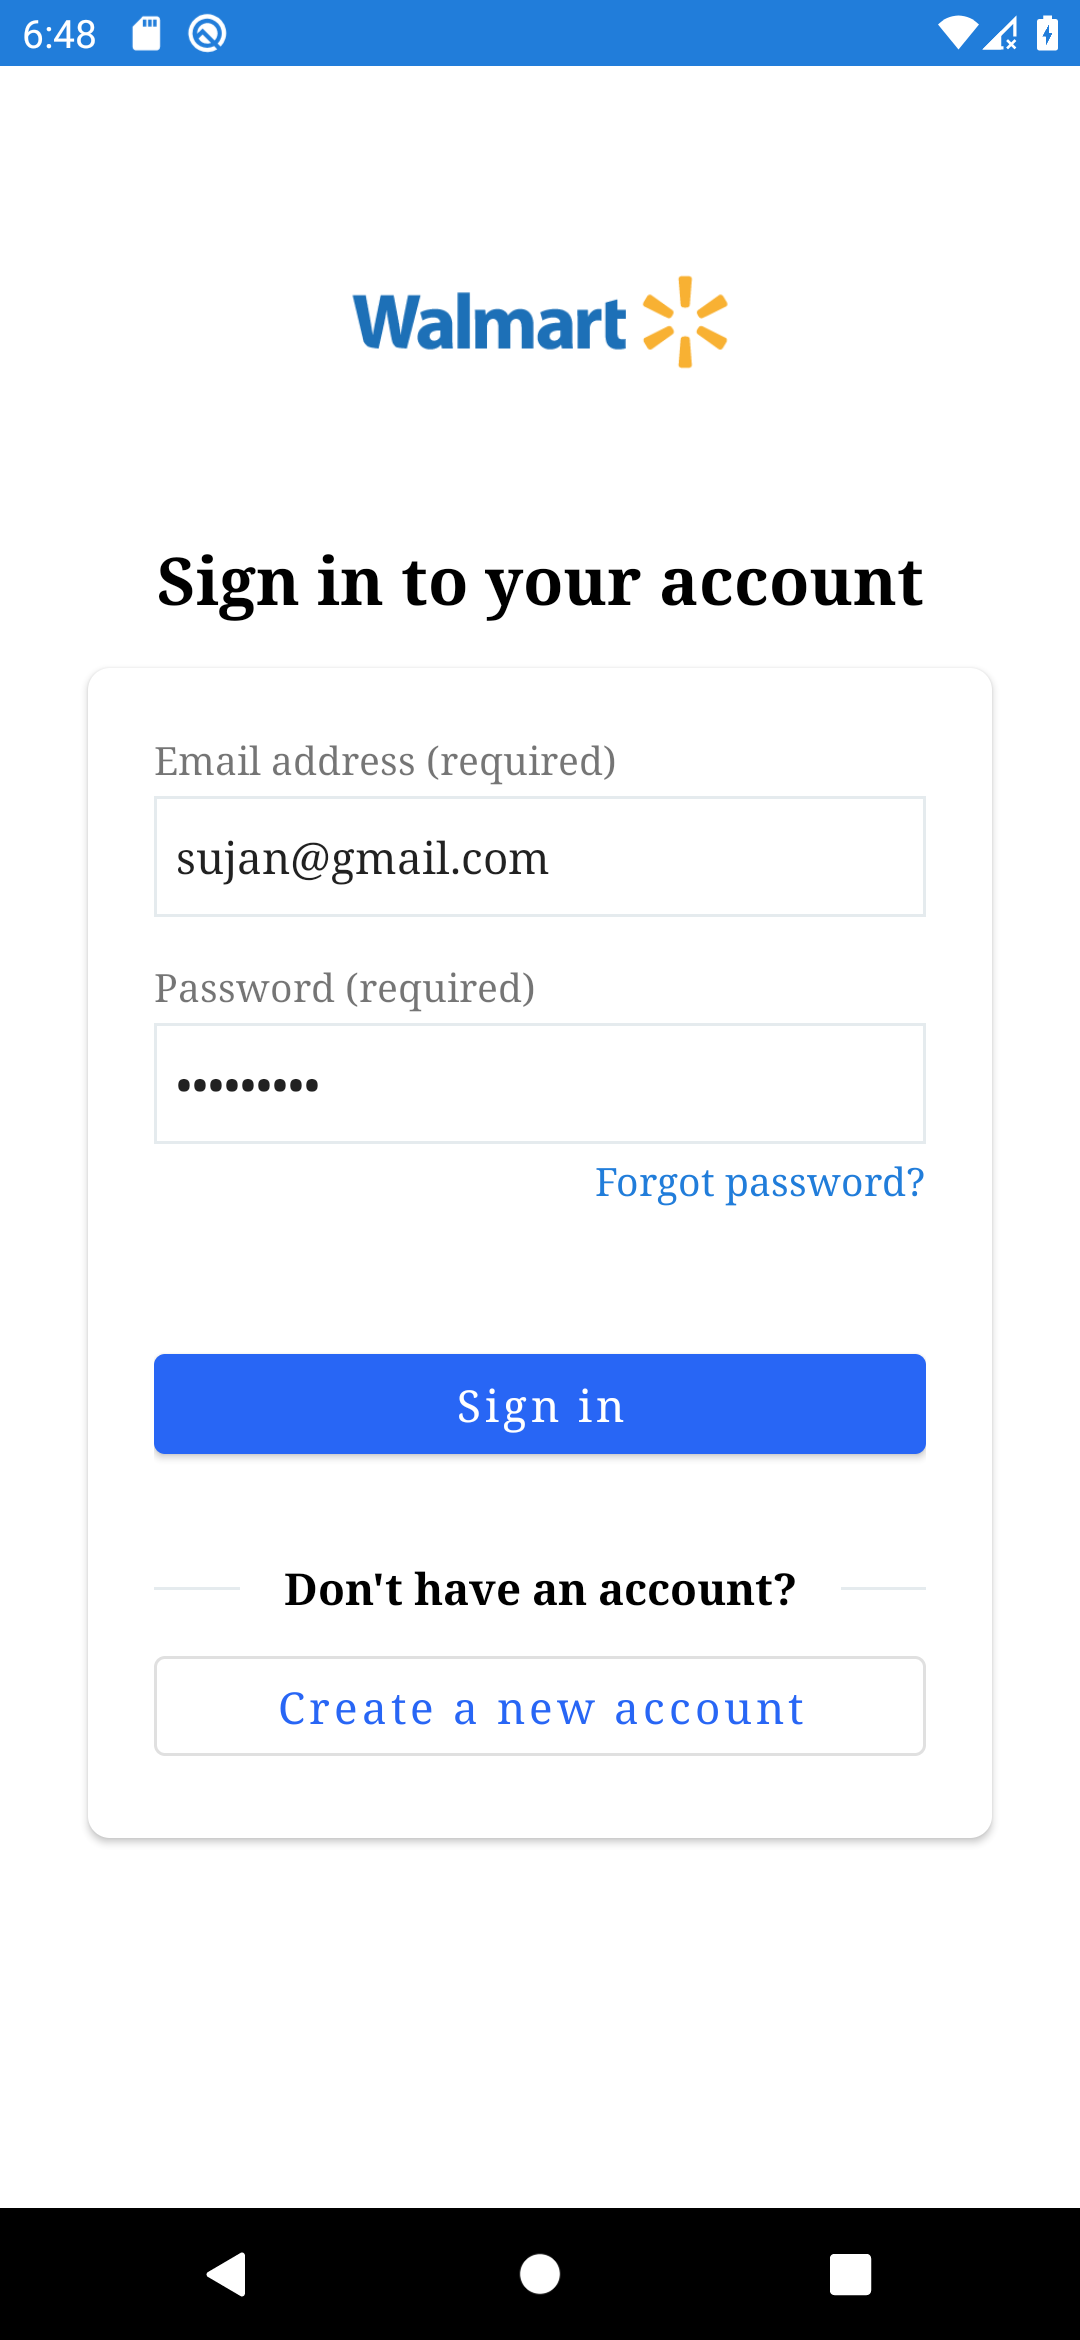 6:48
Walmart
Sign in to your account
Email address (required)
sujan@gmail.com
Password (required)
•••••••••
Forgot password?
Sign in
Don't have an account?
Create a new account